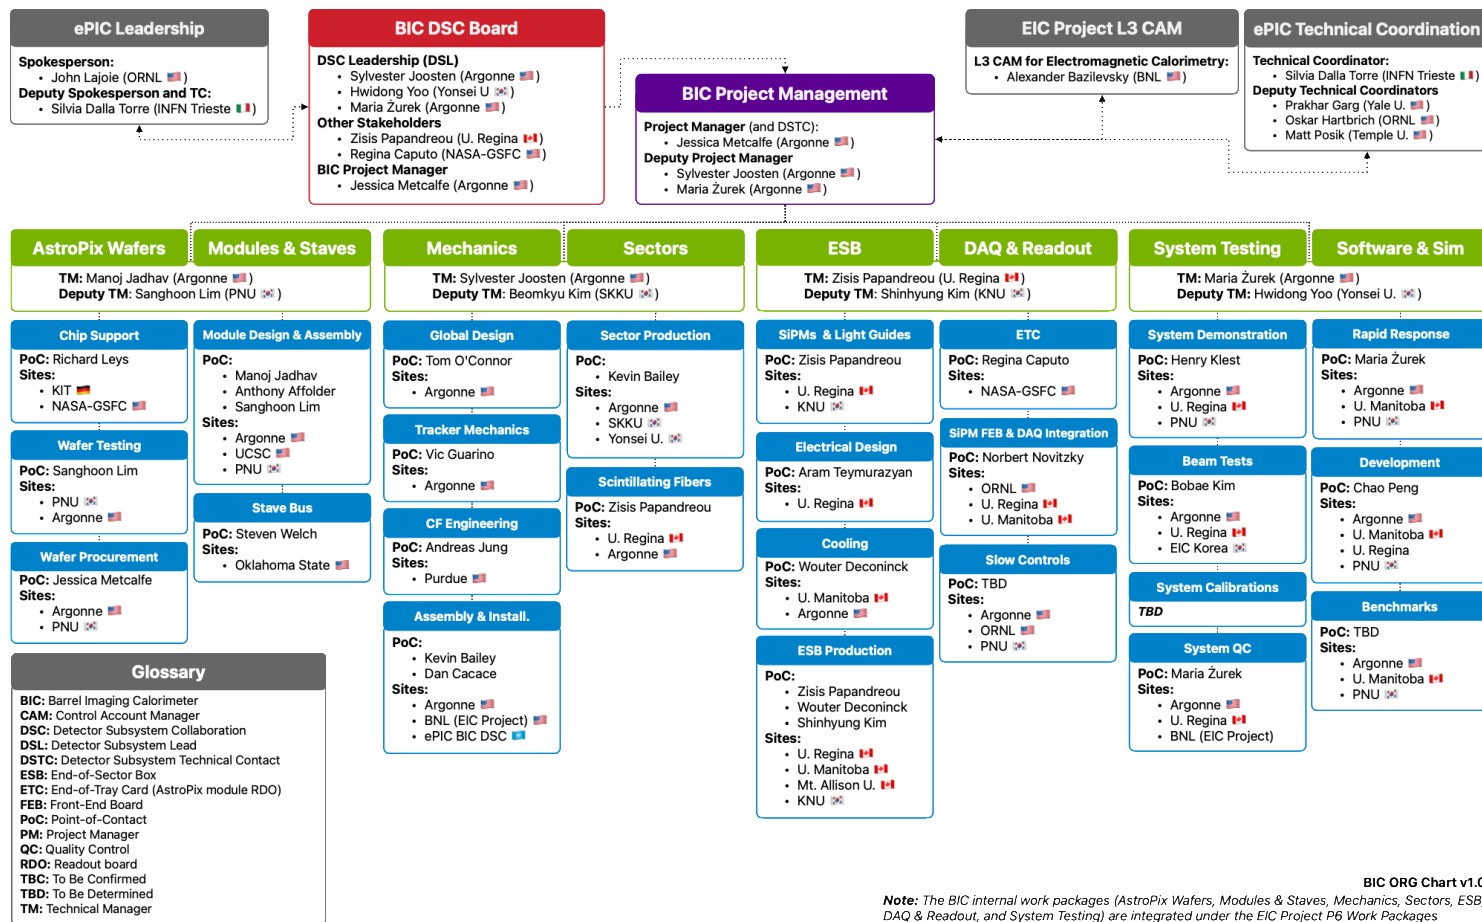 ePIC Leadership
Spokesperson:
• John Lajoie (ORNL 🇺🇸)
Deputy Spokesperson and TC:
• Silvia Dalla Torre (INFN Trieste 🇮🇹)
BIC DSC Board
DSC Leadership (DSL)
• Sylvester Joosten (Argonne 🇺🇸)
• Hwidong Yoo (Yonsei U 🇰🇷)
• Maria Żurek (Argonne 🇺🇸)
Other Stakeholders
• Zisis Papandreou (U. Regina 🇨🇦)
• Regina Caputo (NASA-GSFC 🇺🇸)
BIC Project Manager
• Jessica Metcalfe (Argonne 🇺🇸)
BIC Project Management
Project Manager (and DSTC):
• Jessica Metcalfe (Argonne 🇺🇸)
Deputy Project Manager
• Sylvester Joosten (Argonne 🇺🇸)
• Maria Żurek (Argonne 🇺🇸)
EIC Project L3 CAM
L3 CAM for Electromagnetic Calorimetry:
• Alexander Bazilevsky (BNL 🇺🇸)
ePIC Technical Coordination
Technical Coordinator:
• Silvia Dalla Torre (INFN Trieste 🇮🇹)
Deputy Technical Coordinators
• Prakhar Garg (Yale U. 🇺🇸)
• Oskar Hartbrich (ORNL 🇺🇸)
• Matt Posik (Temple U. 🇺🇸)
AstroPix Wafers
Modules & Staves
TM: Manoj Jadhav (Argonne 🇺🇸)
Deputy TM: Sanghoon Lim (PNU 🇰🇷)
Mechanics
Sectors
TM: Sylvester Joosten (Argonne 🇺🇸)
Deputy TM: Beomkyu Kim (SKKU 🇰🇷)
ESB
DAQ & Readout
TM: Zisis Papandreou (U. Regina 🇨🇦)
Deputy TM: Shinhyung Kim (KNU 🇰🇷)
System Testing
Software & Sim
TM: Maria Żurek (Argonne 🇺🇸)
Deputy TM: Hwidong Yoo (Yonsei U. 🇰🇷)
Chip Support
PoC: Richard Leys
Sites:
• KIT 🇩🇪
• NASA-GSFC 🇺🇸
Wafer Testing
PoC: Sanghoon Lim
Sites:
• PNU 🇰🇷
• Argonne 🇺🇸
Wafer Procurement
PoC: Jessica Metcalfe
Sites:
• Argonne 🇺🇸
• PNU 🇰🇷
Module Design & Assembly
PoC:
• Manoj Jadhav
• Anthony Affolder
• Sanghoon Lim
Sites:
• Argonne 🇺🇸
• UCSC 🇺🇸
• PNU 🇰🇷
Stave Bus
PoC: Steven Welch
Sites:
• Oklahoma State 🇺🇸
Global Design
PoC: Tom O'Connor
Sites:
• Argonne 🇺🇸
Tracker Mechanics
PoC: Vic Guarino
Sites:
• Argonne 🇺🇸
CF Engineering
PoC: Andreas Jung
Sites:
• Purdue 🇺🇸
Assembly & Install.
PoC:
• Kevin Bailey
• Dan Cacace
Sites:
• Argonne 🇺🇸
• BNL (EIC Project) 🇺🇸
• ePIC BIC DSC 🇺🇳
Sector Production
PoC:
• Kevin Bailey
Sites:
• Argonne 🇺🇸
• SKKU 🇰🇷
• Yonsei U. 🇰🇷
Scintillating Fibers
PoC: Zisis Papandreou
Sites:
• U. Regina 🇨🇦
• Argonne 🇺🇸
SiPMs & Light Guides
PoC: Zisis Papandreou
Sites:
• U. Regina 🇨🇦
• KNU 🇰🇷
Electrical Design
PoC: Aram Teymurazyan
Sites:
• U. Regina 🇨🇦
Cooling
PoC: Wouter Deconinck
Sites:
• U. Manitoba 🇨🇦
• Argonne 🇺🇸
ESB Production
PoC:
• Zisis Papandreou
• Wouter Deconinck
• Shinhyung Kim
Sites:
• U. Regina 🇨🇦
• U. Manitoba 🇨🇦
• Mt. Allison U. 🇨🇦
• KNU 🇰🇷
ETC
PoC: Regina Caputo
Sites:
• NASA-GSFC 🇺🇸
SiPM FEB & DAQ Integration
PoC: Norbert Novitzky
Sites:
• ORNL 🇺🇸
• U. Regina 🇨🇦
• U. Manitoba 🇨🇦
Slow Controls
PoC: TBD
Sites:
• Argonne 🇺🇸
• ORNL 🇺🇸
• PNU 🇰🇷
System Demonstration
PoC: Henry Klest
Sites:
• Argonne 🇺🇸
• U. Regina 🇨🇦
• PNU 🇰🇷
Beam Tests
PoC: Bobae Kim
Sites:
• Argonne 🇺🇸
• U. Regina 🇨🇦
• EIC Korea 🇰🇷
System Calibrations
TBD
System QC
PoC: Maria Żurek
Sites:
• Argonne 🇺🇸
• U. Regina 🇨🇦
• BNL (EIC Project)
Rapid Response
PoC: Maria Żurek
Sites:
• Argonne 🇺🇸
• U. Manitoba 🇨🇦
• PNU 🇰🇷
Development
PoC: Chao Peng
Sites:
• Argonne 🇺🇸
• U. Manitoba 🇨🇦
• U. Regina
• PNU 🇰🇷
Benchmarks
PoC: TBD
Sites:
• Argonne 🇺🇸
• U. Manitoba 🇨🇦
• PNU 🇰🇷
Glossary
BIC: Barrel Imaging Calorimeter
CAM: Control Account Manager
DSC: Detector Subsystem Collaboration
DSL: Detector Subsystem Lead
DSTC: Detector Subsystem Technical Contact
ESB: End-of-Sector Box
ETC: End-of-Tray Card (AstroPix module RDO)
FEB: Front-End Board
PoC: Point-of-Contact
PM: Project Manager
QC: Quality Control
RDO: Readout board
TBC: To Be Confirmed
TBD: To Be Determined
TM: Technical Manager
BIC ORG Chart v1.0
Note: The BIC internal work packages (AstroPix Wafers, Modules & Staves, Mechanics, Sectors, ESB
DAQ & Readout, and System Testing) are integrated under the EIC Project P6 Work Packages